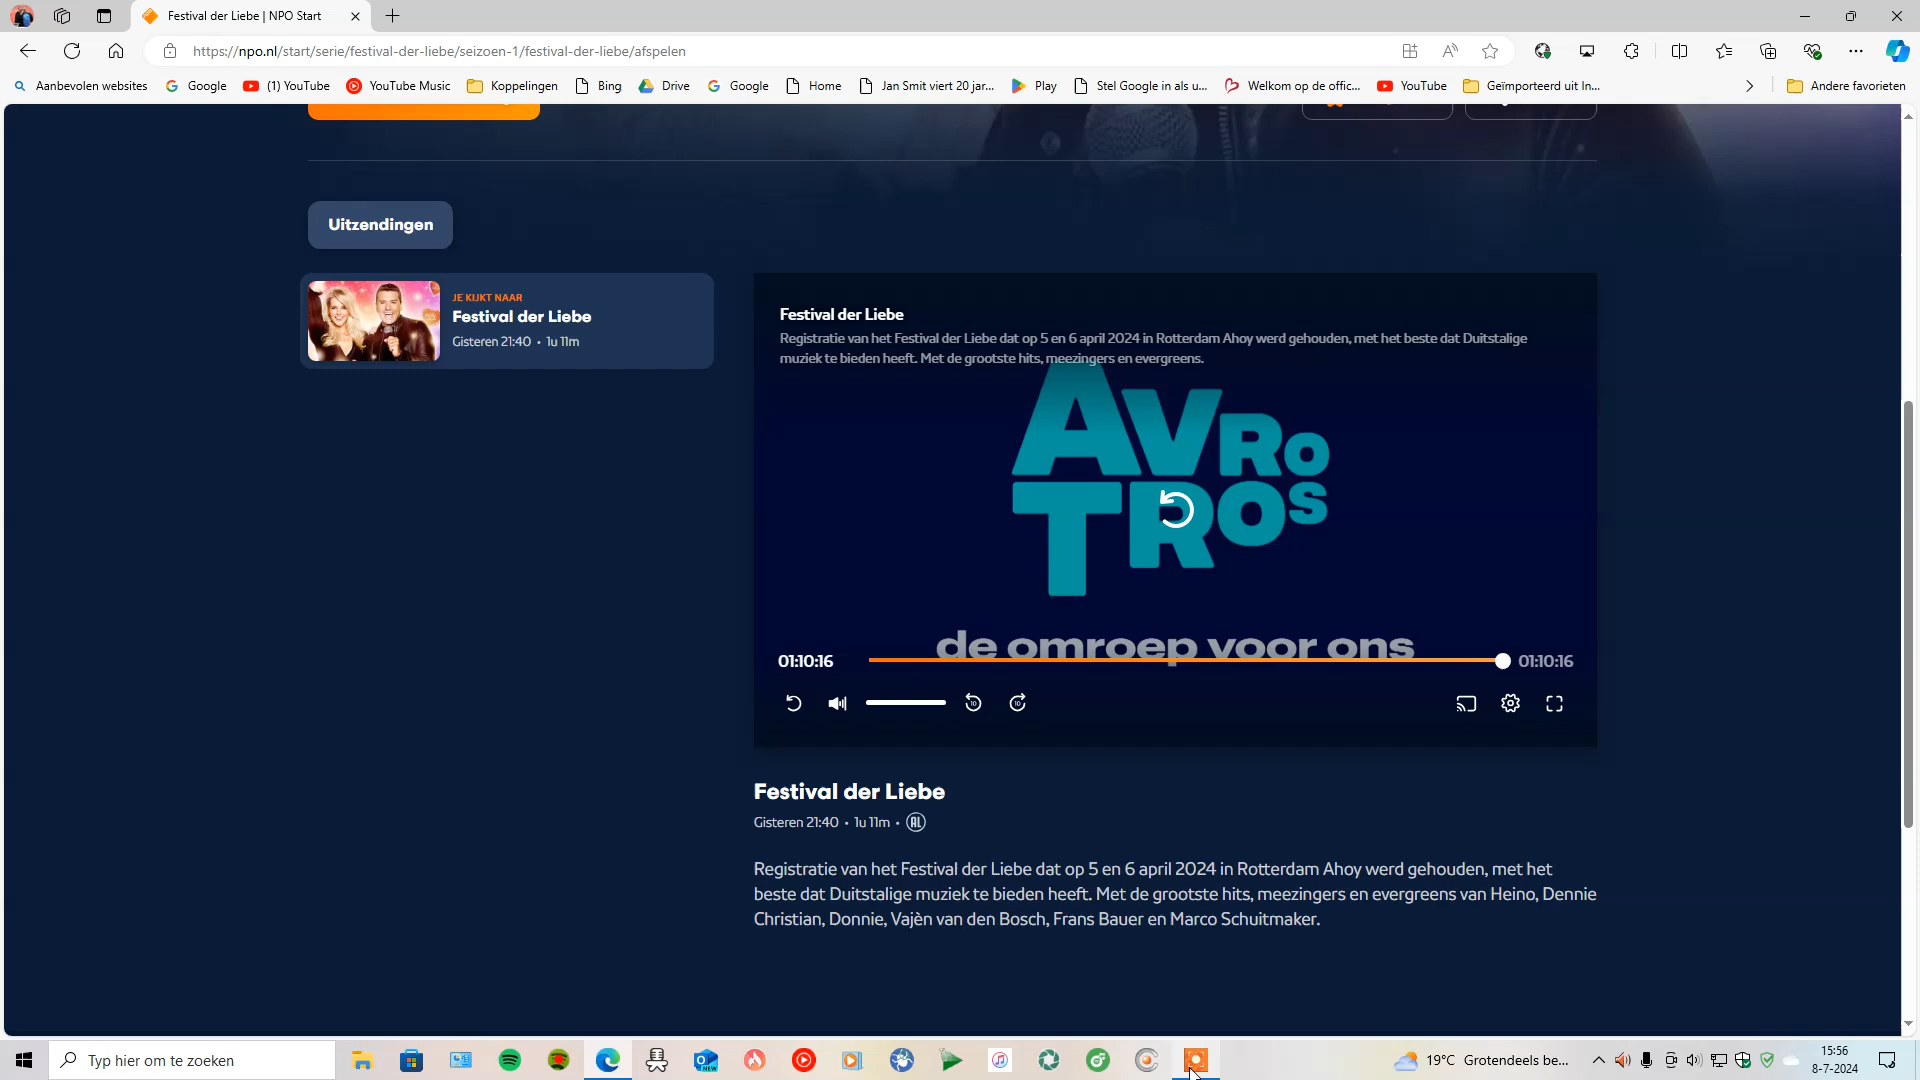 Festival der Liebe | NPO Start
https://npo.nl/start/serie/festival-der-liebe/seizoen-1/festival-der-liebe/afspelen
Aanbevolen websites Google (1) YouTube YouTube Music Koppelingen Bing Drive Google Home Jan Smit viert 20 jar... Play Stel Google in als u... Welkom op de offic... YouTube Geïmporteerd uit In... Andere favorieten
Uitzendingen
JE KIJKT NAAR
Festival der Liebe
Gisteren 21:40 • 1u 11m
Festival der Liebe
Registratie van het Festival der Liebe dat op 5 en 6 april 2024 in Rotterdam Ahoy werd gehouden, met het beste dat Duitstalige
muziek te bieden heeft. Met de grootste hits, meezingers en evergreens.
AVRO
TROS
de omroep voor ons
01:10:16 01:10:16
10 10
Festival der Liebe
Gisteren 21:40 • 1u 11m • AL
Registratie van het Festival der Liebe dat op 5 en 6 april 2024 in Rotterdam Ahoy werd gehouden, met het
beste dat Duitstalige muziek te bieden heeft. Met de grootste hits, meezingers en evergreens van Heino, Dennie
Christian, Donnie, Vajèn van den Bosch, Frans Bauer en Marco Schuitmaker.
Typ hier om te zoeken
NEW
19°C Grotendeels be...
15:56
8-7-2024